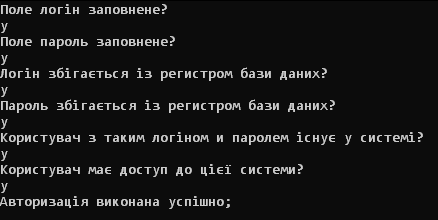 Поле логін заповнене?
y
Поле пароль заповнене?
y
Логін збігається із регистром бази даних?
y
Пароль збігається із регистром бази даних?
y
Користувач з таким логіном и паролем існує у системі?
y
Користувач має доступ до цієї системи?
y
Авторизація виконана успішно;